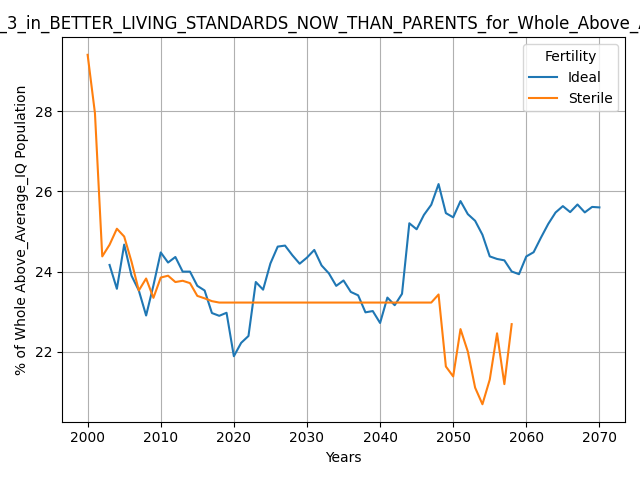 _3_in_BETTER_LIVING_STANDARDS_NOW_THAN_PARENTS_for_Whole_Above_
Fertility
Ideal
Sterile
28
26
24
22
% of Whole Above_Average_IQ Population
2000
2010
2020
2030
2040
2050
2060
2070
Years